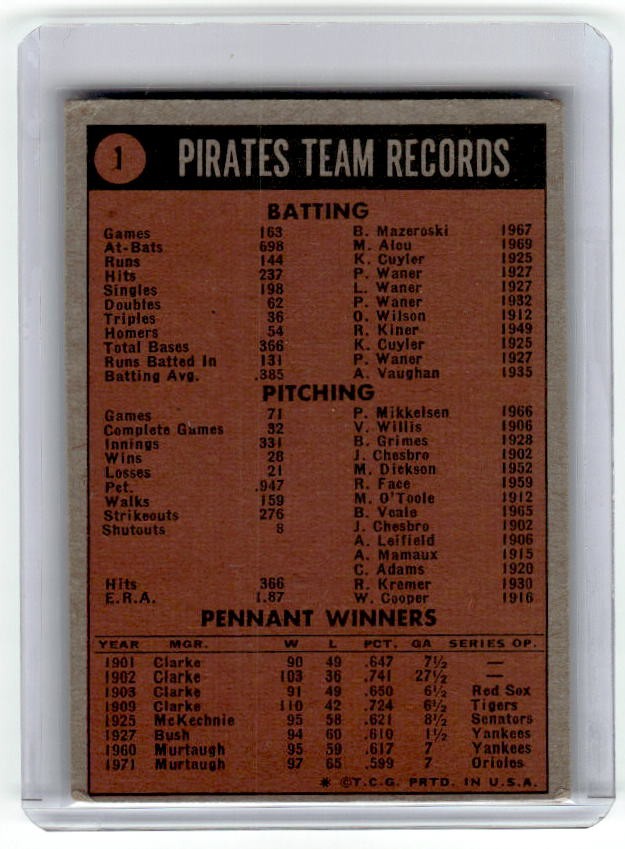 1 PIRATES TEAM RECORDS
BATTING
Games 163 B. Mazeroski 1967
At-Bats 698 M. Alou 1969
Runs 144 K. Cuyler 1925
Hits 237 P. Waner 1927
Singles 198 L. Waner 1927
Doubles 62 P. Waner 1932
Triples 36 O. Wilson 1912
Homers 54 R. Kiner 1949
Total Bases 366 K. Cuyler 1925
Runs Batted In 131 P. Waner 1927
Batting Avg. .385 A. Vaughan 1935
PITCHING
Games 71 P. Mikkelsen 1966
Complete Games 32 V. Willis 1906
Innings 331 B. Grimes 1928
Wins 28 J. Chesbro 1902
Losses 21 M. Dickson 1952
Pct. .947 R. Face 1959
Walks 159 M. O'Toole 1912
Strikeouts 276 B. Veale 1965
Shutouts 8 J. Chesbro 1902
A. Leifield 1906
A. Mamaux 1915
C. Adams 1920
Hits 366 R. Kremer 1930
E.R.A. 1.87 W. Cooper 1916
PENNANT WINNERS
YEAR MGR. W L PCT. GA SERIES OP.
1901 Clarke 90 49 .647 7½ —
1902 Clarke 103 36 .741 27½ —
1903 Clarke 91 49 .650 6½ Red Sox
1909 Clarke 110 42 .724 6½ Tigers
1925 McKechnie 95 58 .621 8½ Senators
1927 Bush 94 60 .610 1½ Yankees
1960 Murtaugh 95 59 .617 7 Yankees
1971 Murtaugh 97 65 .599 7 Orioles
* ©T.C.G. PRTD. IN U.S.A.